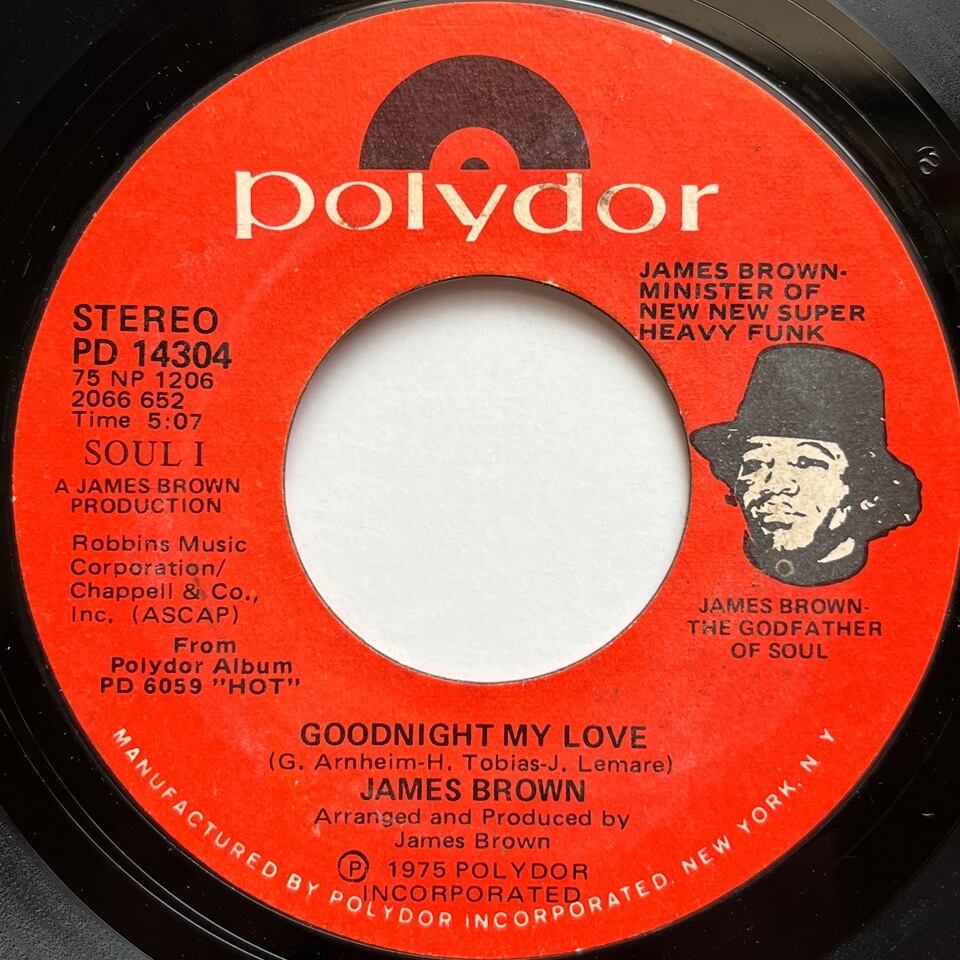 polydor
JAMES BROWN-
MINISTER OF
NEW NEW SUPER
HEAVY FUNK
STEREO
PD 14304
75 NP 1206
2066 652
Time 5:07
SOUL I
A JAMES BROWN
PRODUCTION
Robbins Music
Corporation/
Chappell & Co.,
Inc. (ASCAP)
From
Polydor Album
PD 6059 "HOT"
JAMES BROWN-
THE GODFATHER
OF SOUL
GOODNIGHT MY LOVE
(G. Arnheim-H. Tobias-J. Lemare)
JAMES BROWN
Arranged and Produced by
James Brown
Ⓟ 1975 POLYDOR
INCORPORATED
MANUFACTURED BY POLYDOR INCORPORATED, NEW YORK, N Y